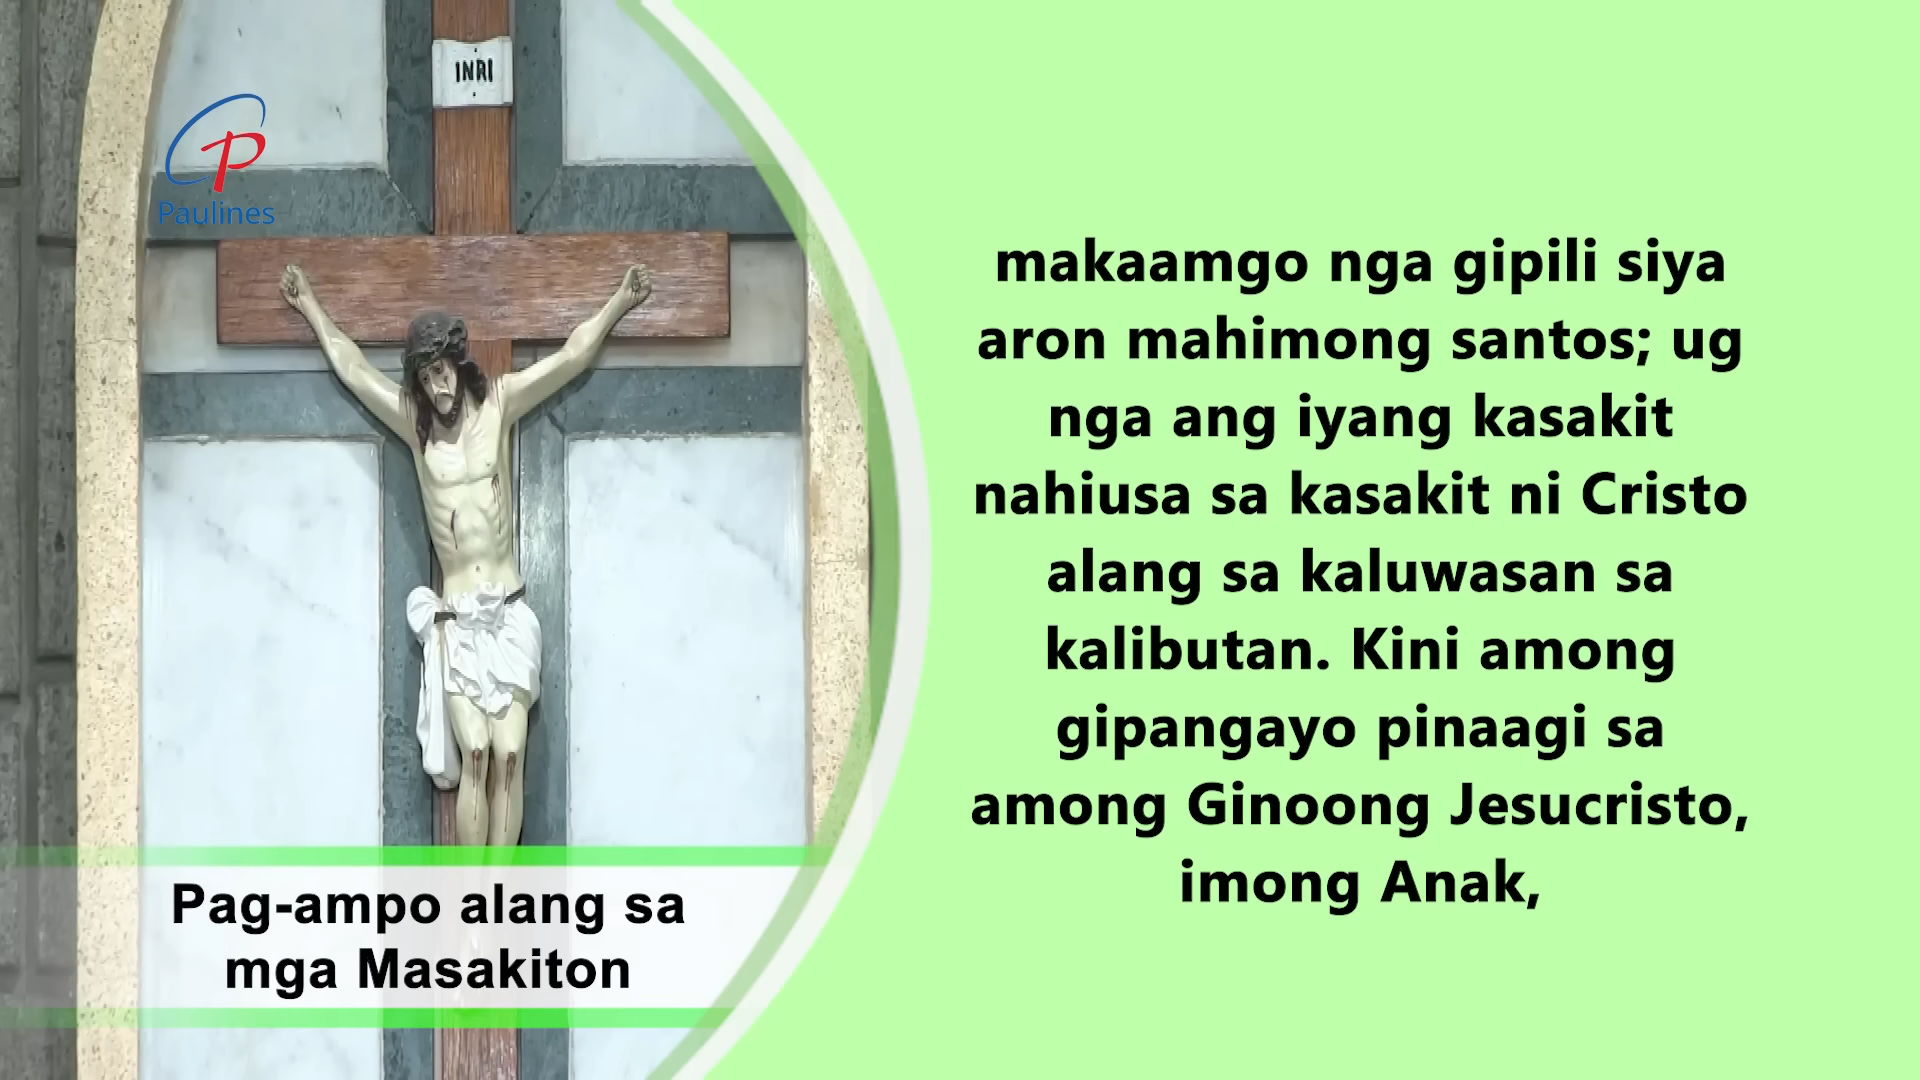 INRI
Paulines
Pag-ampo alang sa
mga Masakiton
makaamgo nga gipili siya
aron mahimong santos; ug
nga ang iyang kasakit
nahiusa sa kasakit ni Cristo
alang sa kaluwasan sa
kalibutan. Kini among
gipangayo pinaagi sa
among Ginoong Jesucristo,
imong Anak,